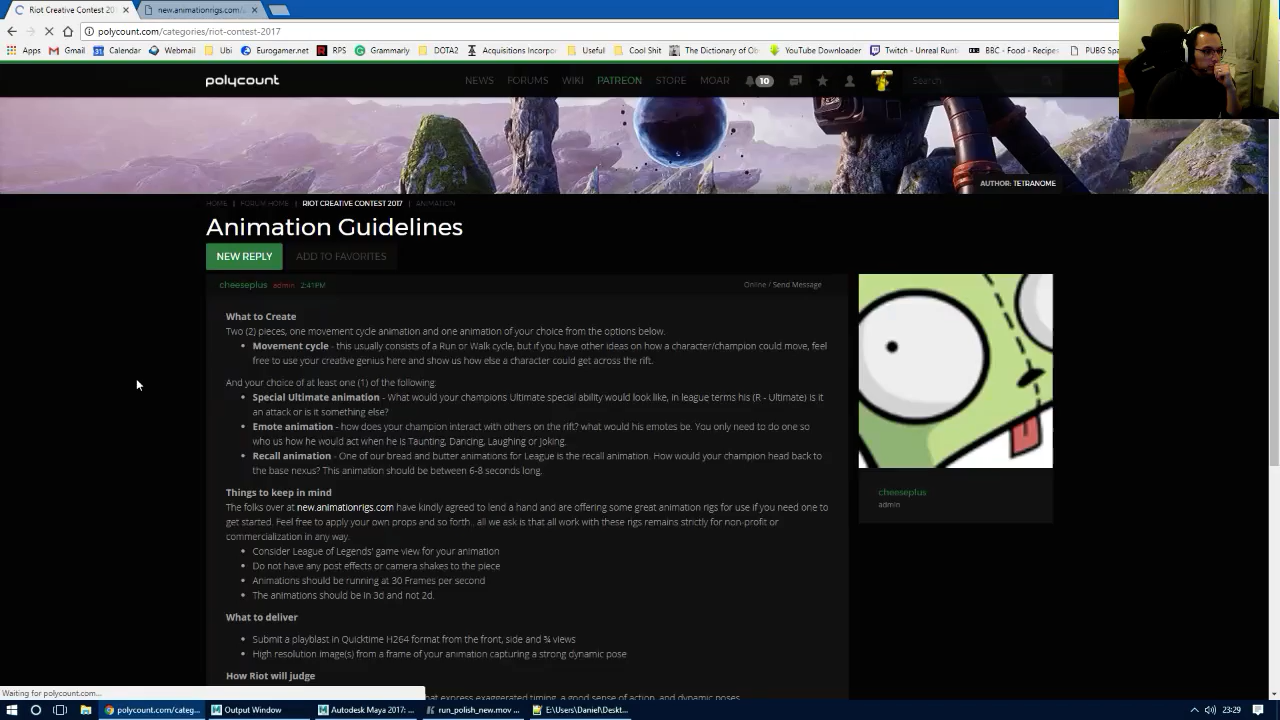 Riot Creative Contest 201
new.animationrigs.com/
polycount.com/categories/riot-contest-2017
Apps
Gmail
Calendar
Webmail
Ubi
Eurogamer.net
RPS
Grammarly
DOTA2
Acquisitions Incorpor
Useful
Cool Shit
The Dictionary of Ob
YouTube Downloader
Twitch - Unreal Runt
BBC - Food - Recipes
PUBG Spa
polycount
NEWS
FORUMS
WIKI
PATREON
STORE
MOAR
10
Search
AUTHOR: TETRANOME
HOME | FORUM HOME | RIOT CREATIVE CONTEST 2017 | ANIMATION
Animation Guidelines
NEW REPLY
ADD TO FAVORITES
cheeseplus admin 2:41PM
Online / Send Message
What to Create
Two (2) pieces, one movement cycle animation and one animation of your choice from the options below.
• Movement cycle - this usually consists of a Run or Walk cycle, but if you have other ideas on how a character/champion could move, feel
free to use your creative genius here and show us how else a character could get across the rift.
And your choice of at least one (1) of the following:
• Special Ultimate animation - What would your champions Ultimate special ability would look like, in league terms his (R - Ultimate) Is it
an attack or is it something else?
• Emote animation - how does your champion interact with others on the rift? what would his emotes be. You only need to do one so
who us how he would act when he is Taunting, Dancing, Laughing or Joking.
• Recall animation - One of our bread and butter animations for League is the recall animation. How would your champion head back to
the base nexus? This animation should be between 6-8 seconds long.
cheeseplus
admin
Things to keep in mind
The folks over at new.animationrigs.com have kindly agreed to lend a hand and are offering some great animation rigs for use if you need one to
get started. Feel free to apply your own props and so forth , all we ask is that all work with these rigs remains strictly for non-profit or
commercialization in any way.
• Consider League of Legends' game view for your animation
• Do not have any post effects or camera shakes to the piece
• Animations should be running at 30 Frames per second
• The animations should be in 3d and not 2d.
What to deliver
• Submit a playblast in Quicktime H264 format from the front, side and ¾ views
• High resolution image(s) from a frame of your animation capturing a strong dynamic pose
How Riot will judge
hat express exaggerated timing, a good sense of action, and dynamic poses
Waiting for polycount.com...
polycount.com/categ...
Output Window
Autodesk Maya 2017: ...
run_polish_new.mov ...
E:\Users\Daniel\Deskt...
23:29